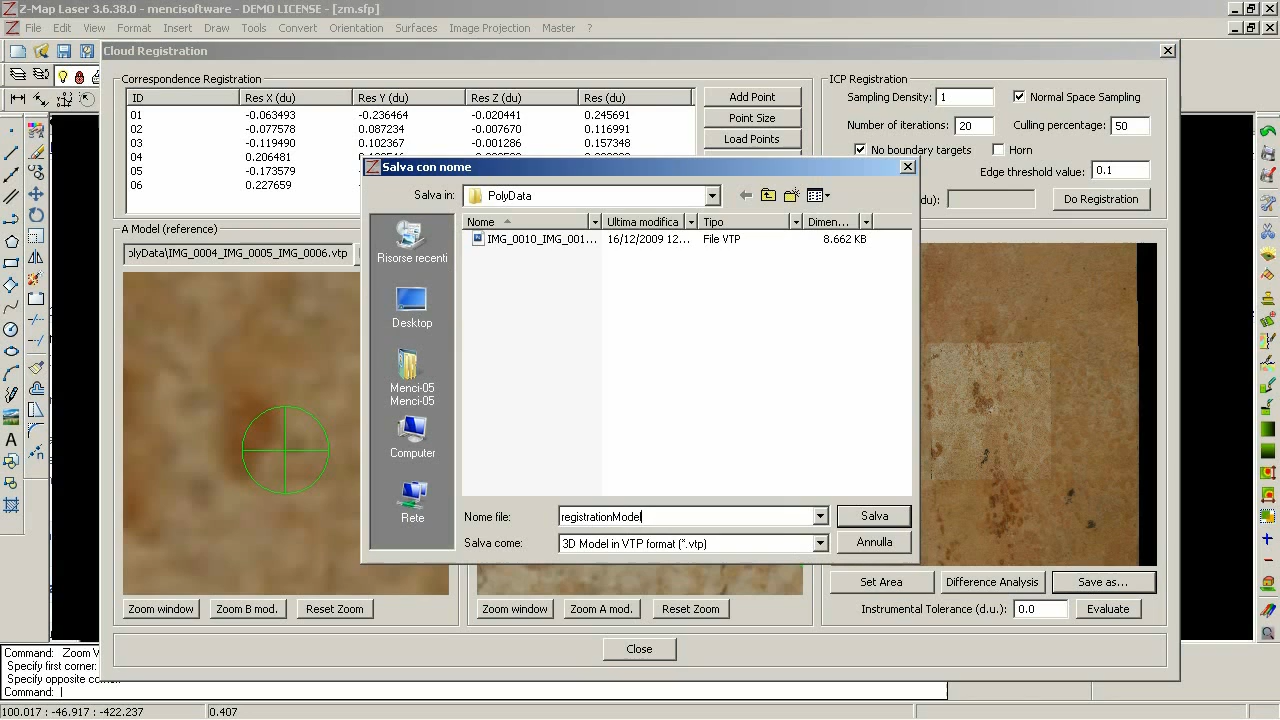 Z-Map Laser 3.6.38.0 - mencisoftware - DEMO LICENSE - [zm.sfp]
File Edit View Format Insert Draw Tools Convert Orientation Surfaces Image Projection Master ?
Cloud Registration
Correspondence Registration
ID Res X (du) Res Y (du) Res Z (du) Res (du)
01 -0.063493 -0.236464 -0.020441 0.245691
02 -0.077578 0.087234 -0.007670 0.116991
03 -0.119490 0.102367 -0.001286 0.157348
04 0.206481
05 -0.173579
06 0.227659
Add Point
Point Size
Load Points
ICP Registration
Sampling Density: 1 Normal Space Sampling
Number of iterations: 20 Culling percentage: 50
No boundary targets Horn
Edge threshold value: 0.1
du): Do Registration
A Model (reference)
olyData\IMG_0004_IMG_0005_IMG_0006.vtp
Salva con nome
Salva in: PolyData
Nome Ultima modifica Tipo Dimen...
IMG_0010_IMG_001... 16/12/2009 12... File VTP 8.662 KB
Risorse recenti
Desktop
Menci-05
Menci-05
Computer
Rete
Nome file: registrationModel Salva
Salva come: 3D Model in VTP format (*.vtp) Annulla
Zoom window Zoom B mod. Reset Zoom
Zoom window Zoom A mod. Reset Zoom
Set Area Difference Analysis Save as...
Instrumental Tolerance (d.u.): 0.0 Evaluate
Close
Command: Zoom
Specify first corner:
Specify opposite
Command:
100.017 : -46.917 : -422.237 0.407